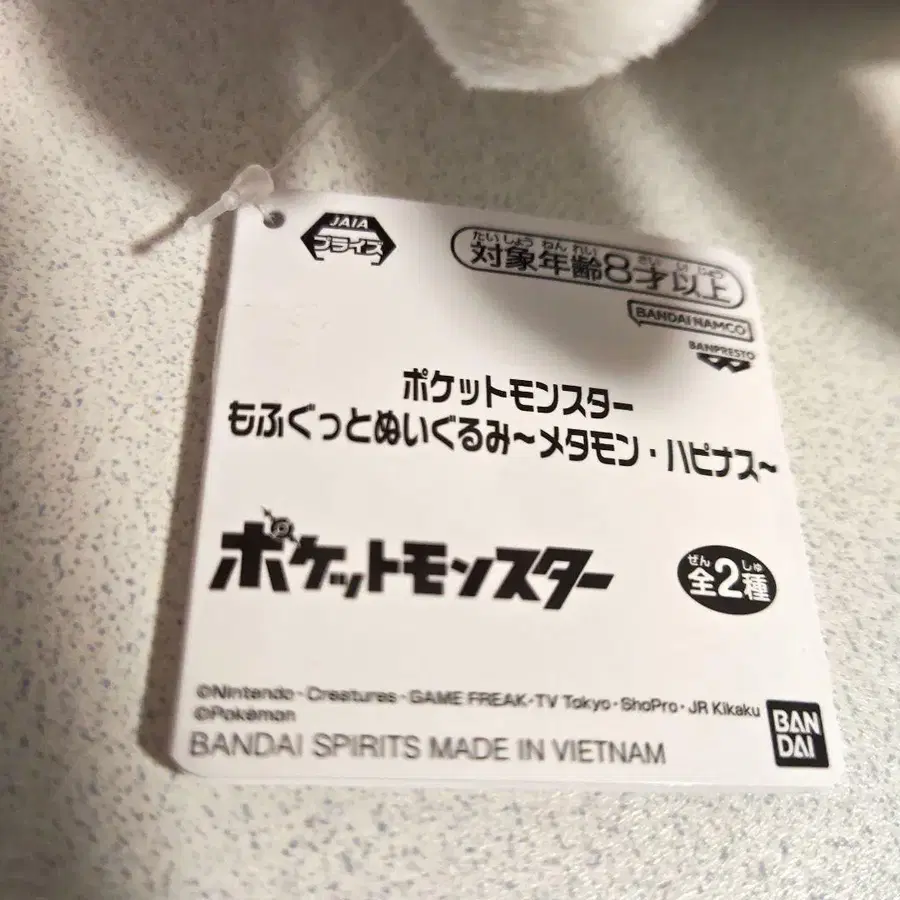 JAIA
プライズ
たいしょうねんれい さい いじょう
対象年齢8才以上
BANDAI NAMCO
BANPRESTO
ポケットモンスター
もふぐっとぬいぐるみ～メタモン・ハピナス～
ポケットモンスター
ぜん しゅ
全2種
©Nintendo・Creatures・GAME FREAK・TV Tokyo・ShoPro・JR Kikaku
©Pokémon
BANDAI SPIRITS MADE IN VIETNAM
BAN
DAI